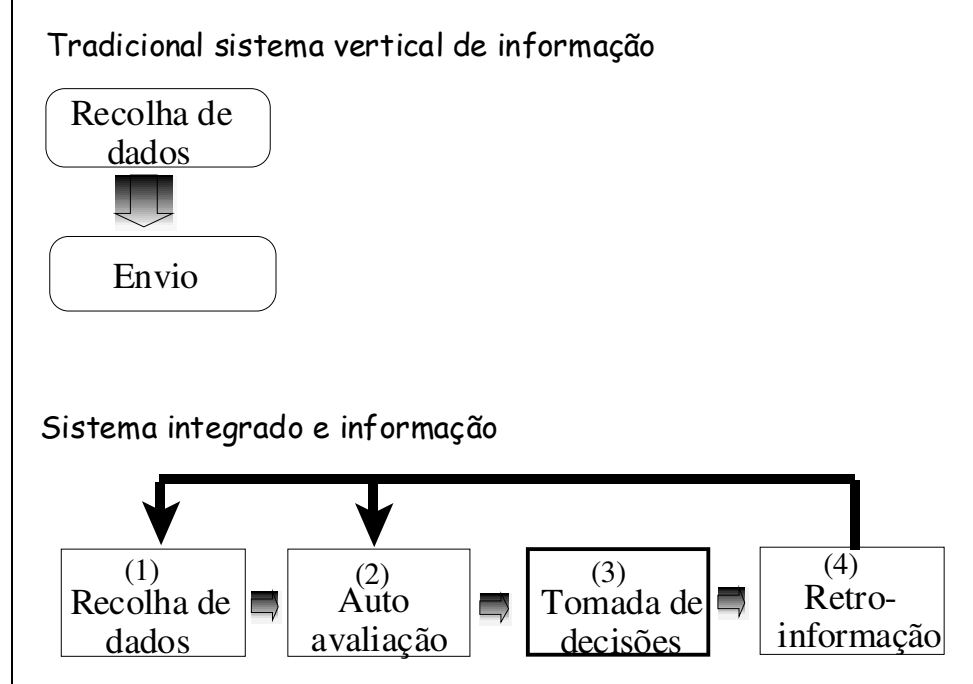 Tradicional sistema vertical de informação
Recolha de
dados
Envio
Sistema integrado e informação
(1)
Recolha de
dados
(2)
Auto
avaliação
(3)
Tomada de
decisões
(4)
Retro-
informação